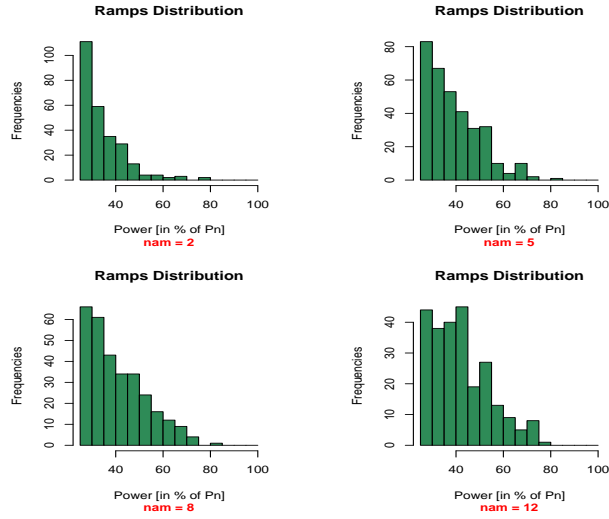 Ramps Distribution
Frequencies
0 20 40 60 80 100
40 60 80 100
Power [in % of Pn]
nam = 2
Ramps Distribution
Frequencies
0 20 40 60 80
40 60 80 100
Power [in % of Pn]
nam = 5
Ramps Distribution
Frequencies
0 10 20 30 40 50 60
40 60 80 100
Power [in % of Pn]
nam = 8
Ramps Distribution
Frequencies
0 10 20 30 40
40 60 80 100
Power [in % of Pn]
nam = 12